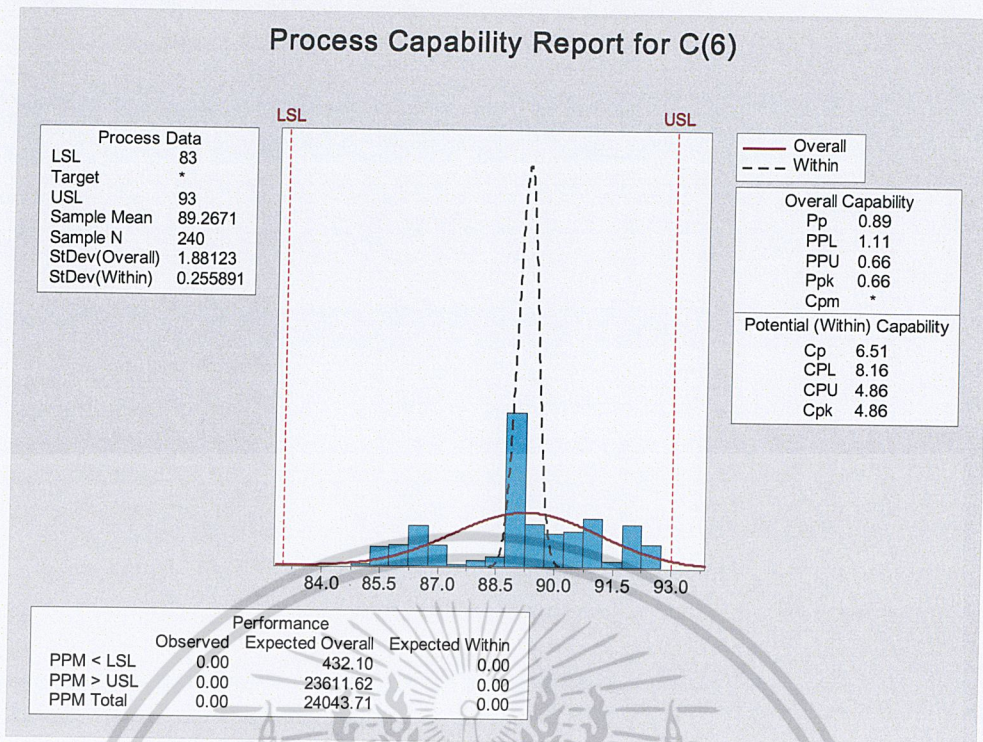 Process Capability Report for C(6)
LSL USL
Process Data
LSL 83
Target *
USL 93
Sample Mean 89.2671
Sample N 240
StDev(Overall) 1.88123
StDev(Within) 0.255891
Overall
Within
Overall Capability
Pp 0.89
PPL 1.11
PPU 0.66
Ppk 0.66
Cpm *
Potential (Within) Capability
Cp 6.51
CPL 8.16
CPU 4.86
Cpk 4.86
84.0 85.5 87.0 88.5 90.0 91.5 93.0
Performance
Observed Expected Overall Expected Within
PPM < LSL 0.00 432.10 0.00
PPM > USL 0.00 23611.62 0.00
PPM Total 0.00 24043.71 0.00